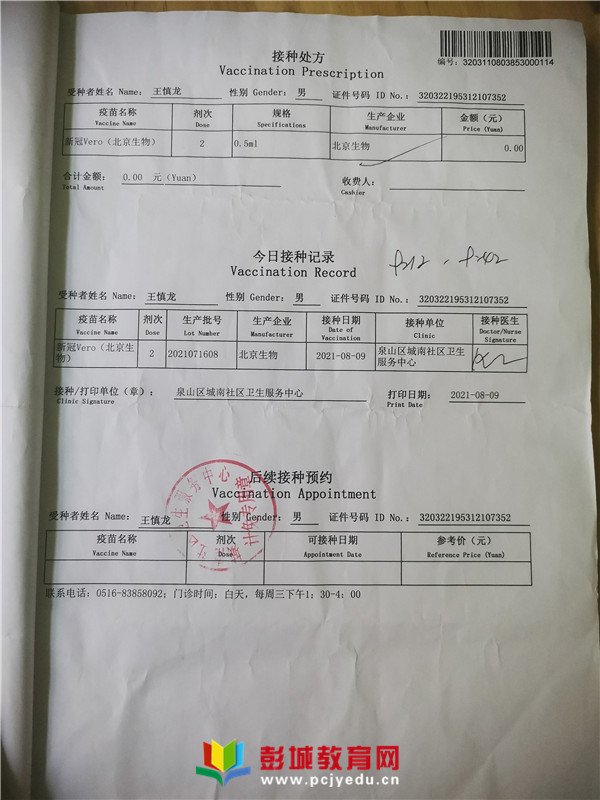 编号: 3203110803853000114
接种处方
Vaccination Prescription
受种者姓名 Name: 王慎龙 性别 Gender: 男 证件号码 ID No.: 320322195312107352
疫苗名称 剂次 规格 生产企业 金额（元）
Vaccine Name Dose Specifications Manufacturer Price (Yuan)
新冠Vero（北京生物） 2 0.5ml 北京生物 0.00
合计金额: 0.00 元（Yuan） 收费人:
Total Amount Cashier
今日接种记录
Vaccination Record
受种者姓名 Name: 王慎龙 性别 Gender: 男 证件号码 ID No.: 320322195312107352
疫苗名称 剂次 生产批号 生产企业 接种日期 接种单位 接种医生
Vaccine Name Dose Lot Number Manufacturer Date of Vaccination Clinic Doctor/Nurse Signature
新冠Vero（北京生物） 2 2021071608 北京生物 2021-08-09 泉山区城南社区卫生服务中心
接种/打印单位（章）: 泉山区城南社区卫生服务中心 打印日期: 2021-08-09
Clinic Signature Print Date
后续接种预约
Vaccination Appointment
受种者姓名 Name: 王慎龙 性别 Gender: 男 证件号码 ID No.: 320322195312107352
疫苗名称 剂次 可接种日期 参考价（元）
Vaccine Name Dose Appointment Date Reference Price (Yuan)
联系电话: 0516-83858092; 门诊时间: 白天, 每周三下午1: 30-4: 00
彭城教育网
www.pcjyedu.cn